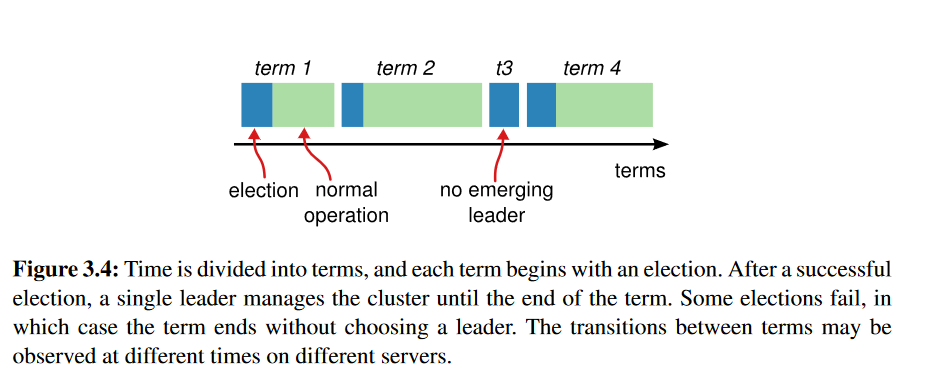 term 1 term 2 t3 term 4
terms
election normal operation no emerging leader
Figure 3.4: Time is divided into terms, and each term begins with an election. After a successful
election, a single leader manages the cluster until the end of the term. Some elections fail, in
which case the term ends without choosing a leader. The transitions between terms may be
observed at different times on different servers.